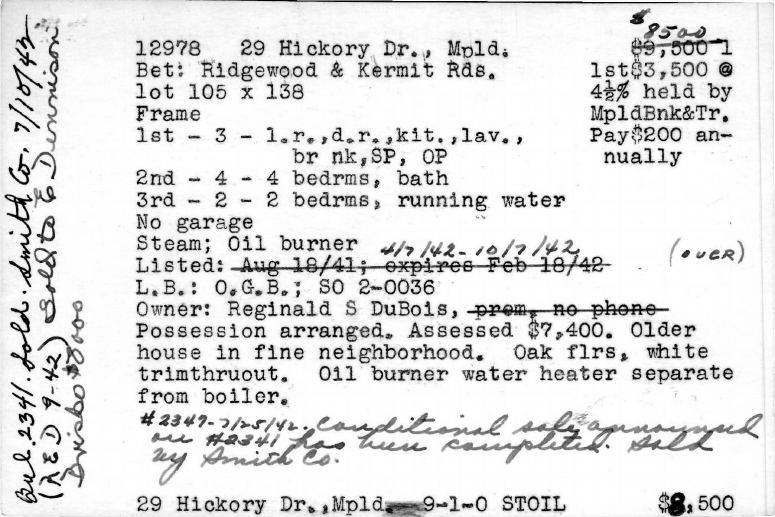 $8500
12978 29 Hickory Dr., Mpld. $9,500 1
Bet: Ridgewood & Kermit Rds. 1st$3,500 @
lot 105 x 138 4½% held by
Frame MpldBnk&Tr.
1st - 3 - l.r.,d.r.,kit.,lav., Pay$200 an-
br nk,SP, OP nually
2nd - 4 - 4 bedrms, bath
3rd - 2 - 2 bedrms, running water
No garage
Steam; Oil burner 4/7/42-10/7/42
Listed: Aug 18/41; expires Feb 18/42 (OVER)
L.B.: O.G.B.; SO 2-0036
Owner: Reginald S DuBois, prem. no phone
Possession arranged. Assessed $7,400. Older
house in fine neighborhood. Oak flrs, white
trimthruout. Oil burner water heater separate
from boiler.
#2347-7/25/42. Conditional sale announced
on #2341 has been completed. Sold
by Smith Co.
29 Hickory Dr.,Mpld. 9-1-0 STOIL $8,500
Bul. 2341. Sold. Smith Co. 7/10/42
(RED 9-42) Sold to E Dennison
Brisbo $8000